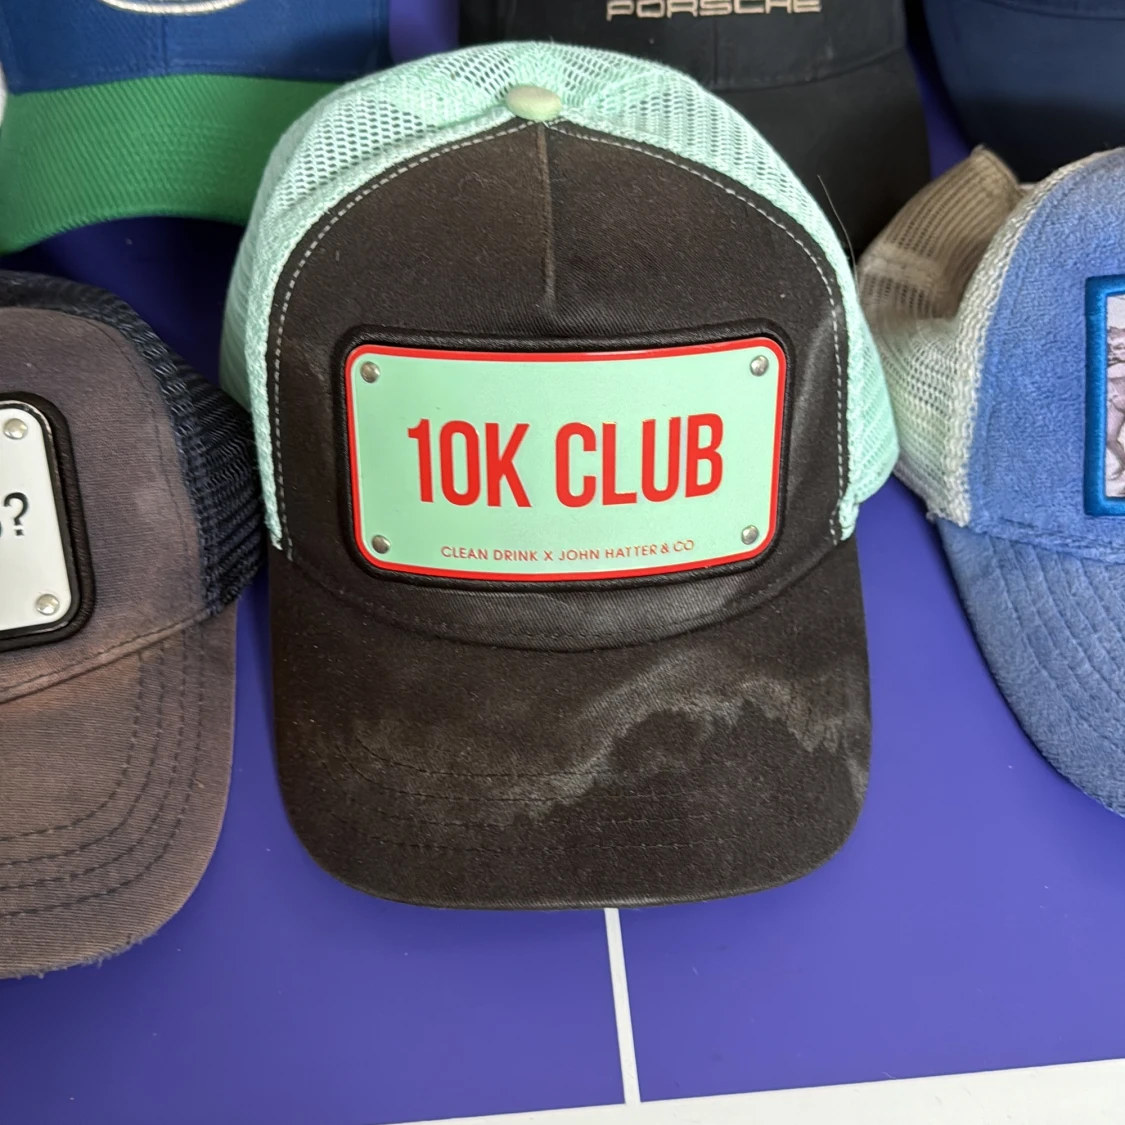 PORSCHE
?
10K CLUB
CLEAN DRINK X JOHN HATTER & CO